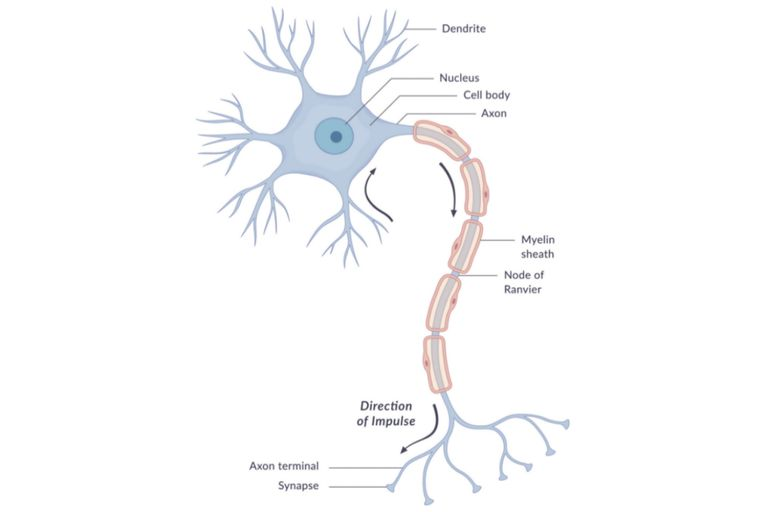 Dendrite
Nucleus
Cell body
Axon
Myelin
sheath
Node of
Ranvier
Direction
of Impulse
Axon terminal
Synapse